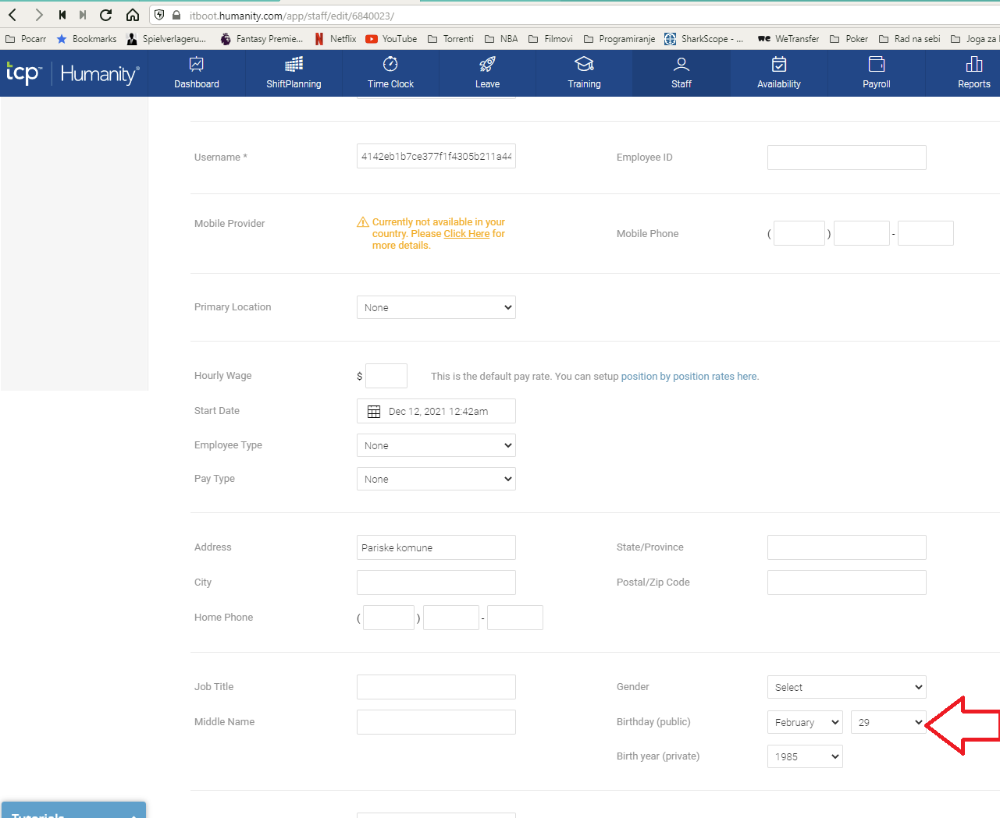 itboot.humanity.com/app/staff/edit/6840023/
Pocarr Bookmarks Spielverlageru... Fantasy Premie... Netflix YouTube Torrenti NBA Filmovi Programiranje SharkScope - ... we WeTransfer Poker Rad na sebi Joga za
tcp™ Humanity® Dashboard ShiftPlanning Time Clock Leave Training Staff Availability Payroll Reports
Username * 4142eb1b7ce377f1f4305b211a44 Employee ID
Mobile Provider Currently not available in your
country. Please Click Here for
more details.
Mobile Phone ( ) -
Primary Location None
Hourly Wage $ This is the default pay rate. You can setup position by position rates here.
Start Date Dec 12, 2021 12:42am
Employee Type None
Pay Type None
Address Pariske komune State/Province
City Postal/Zip Code
Home Phone ( ) -
Job Title Gender Select
Middle Name Birthday (public) February 29
Birth year (private) 1985
Tutorials